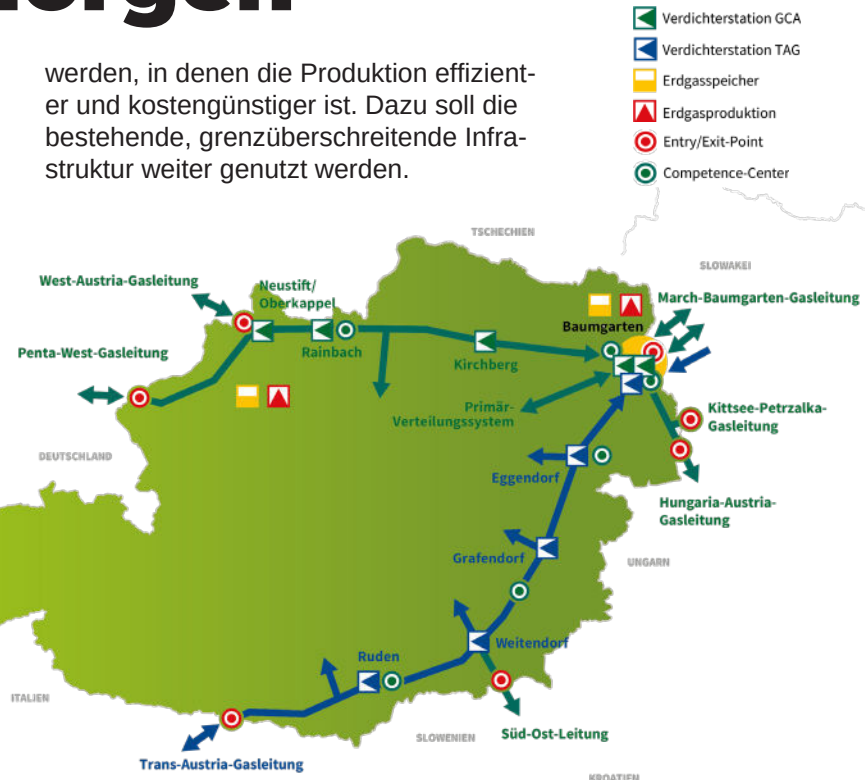 orgen
werden, in denen die Produktion effizient-
er und kostengünstiger ist. Dazu soll die
bestehende, grenzüberschreitende Infra-
struktur weiter genutzt werden.
Verdichterstation GCA
Verdichterstation TAG
Erdgasspeicher
Erdgasproduktion
Entry/Exit-Point
Competence-Center
TSCHECHIEN
SLOWAKEI
West-Austria-Gasleitung
Neustift/
Oberkappel
March-Baumgarten-Gasleitung
Baumgarten
Penta-West-Gasleitung
Rainbach
Kirchberg
Primär-
Verteilungssystem
Kittsee-Petrzalka-
Gasleitung
DEUTSCHLAND
Eggendorf
Hungaria-Austria-
Gasleitung
Grafendorf
UNGARN
Weitendorf
Ruden
ITALIEN
SLOWENIEN
Süd-Ost-Leitung
Trans-Austria-Gasleitung
KROATIEN